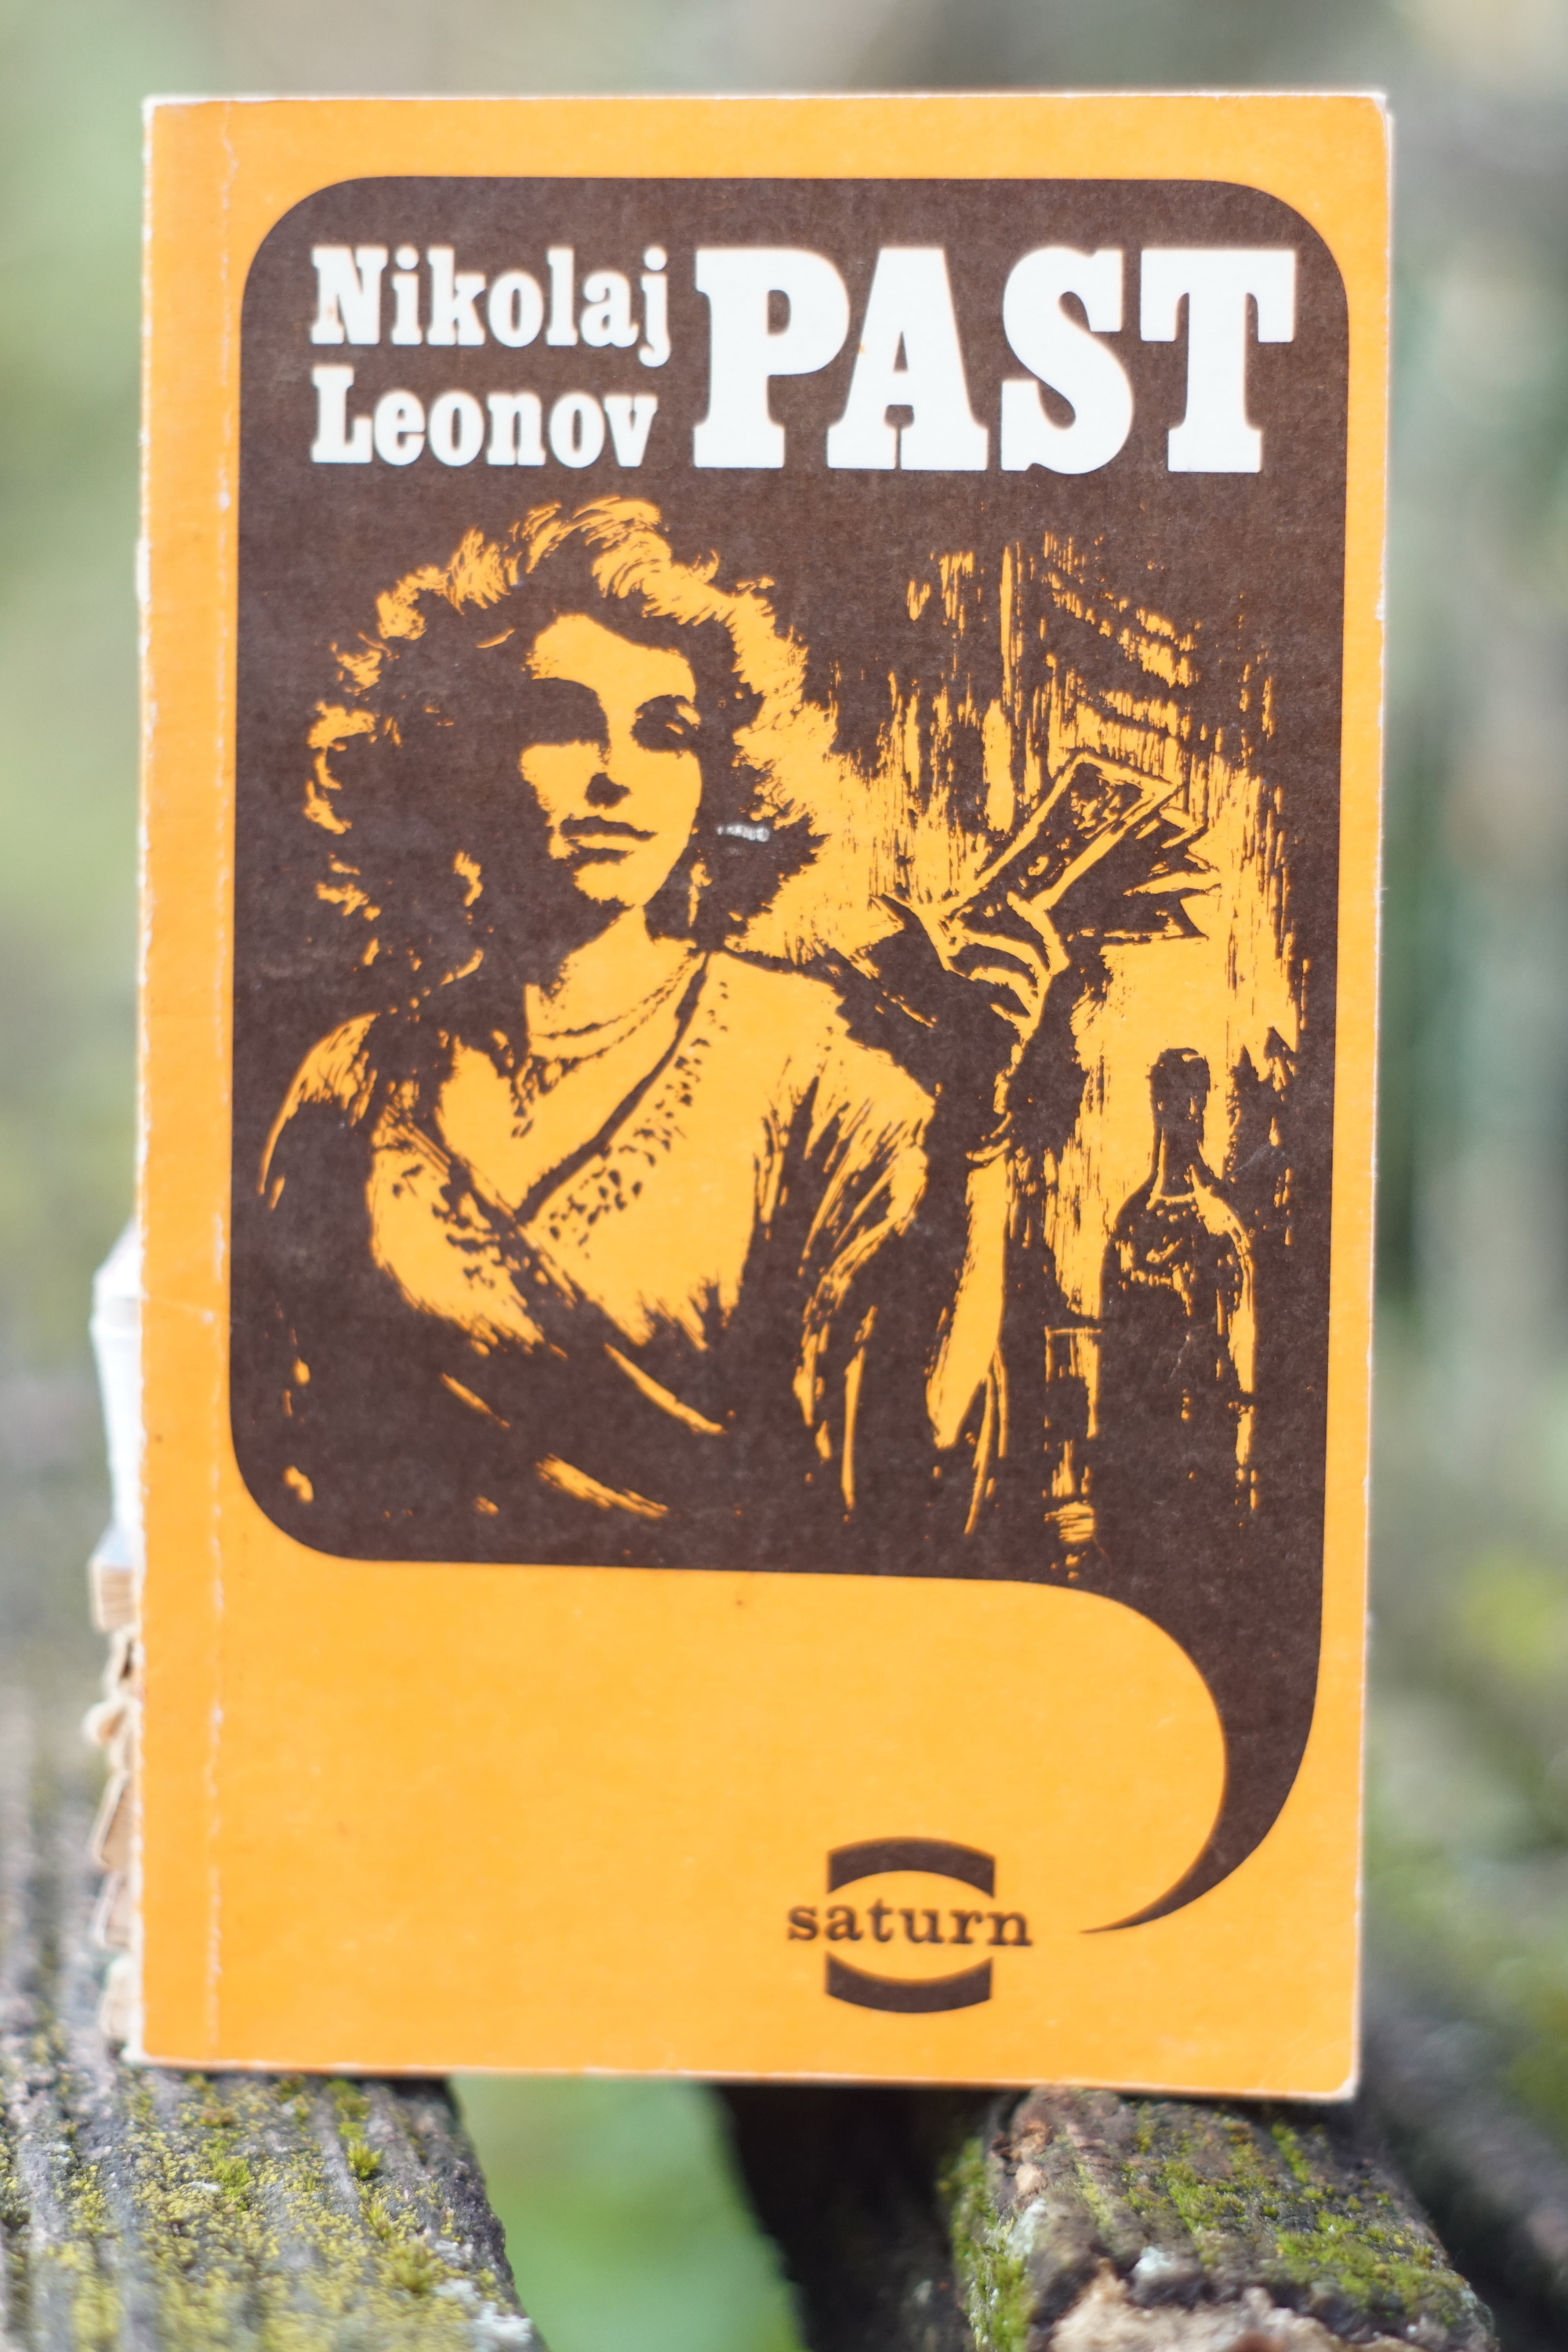 Nikolaj
Leonov
PAST
saturn